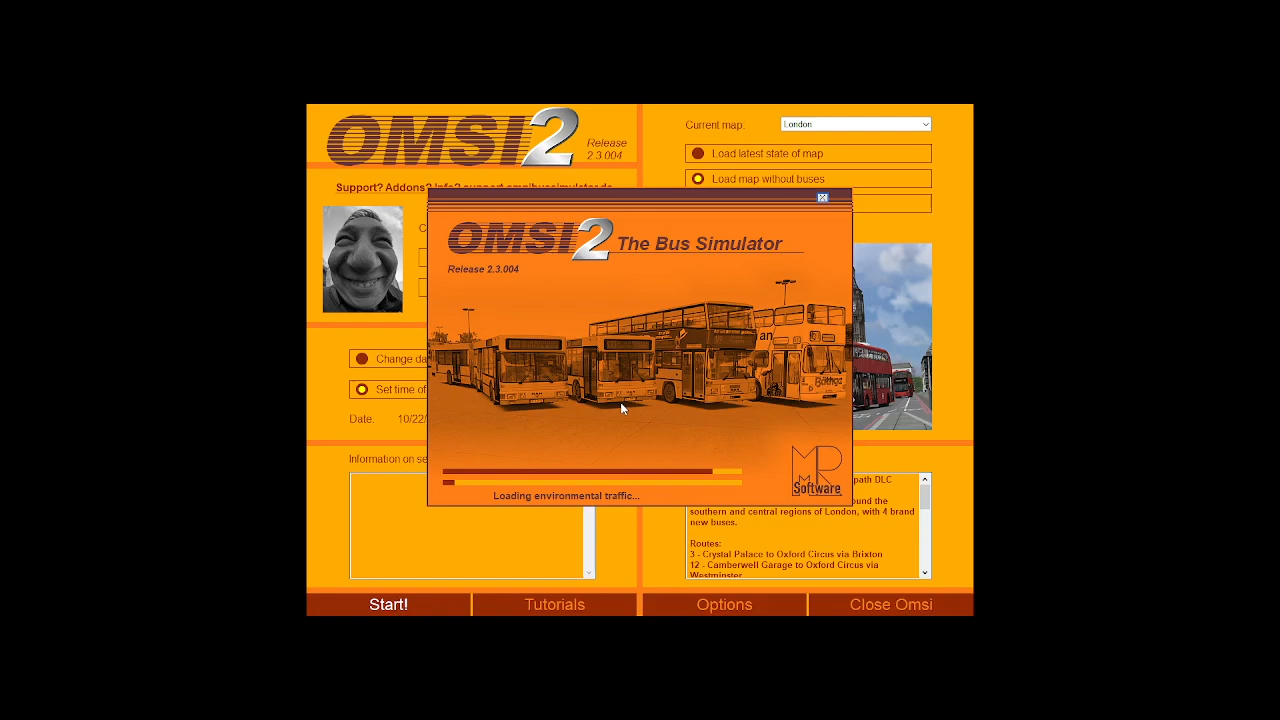 OMSI 2
Release
2.3.004
Current map:
London
Load latest state of map
Load map without buses
Support? Addons? Info? support.omnibussimulator.de
OMSI 2 The Bus Simulator
Release 2.3.004
Change da
Set time of
Date:
10/22/
Information on se
MR
Software
Loading environmental traffic...
path DLC
ound the
southern and central regions of London, with 4 brand
new buses.
Routes:
3 - Crystal Palace to Oxford Circus via Brixton
12 - Camberwell Garage to Oxford Circus via
Westminster
Start!
Tutorials
Options
Close Omsi